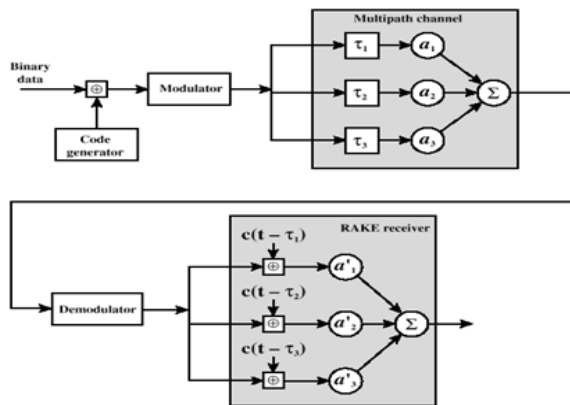 Multipath channel
Binary
data
⊕
Modulator
Code
generator
τ₁
a₁
τ₂
a₂
Σ
τ₃
a₃
RAKE receiver
c(t – τ₁)
⊕
a'₁
Demodulator
c(t – τ₂)
⊕
a'₂
Σ
c(t – τ₃)
⊕
a'₃